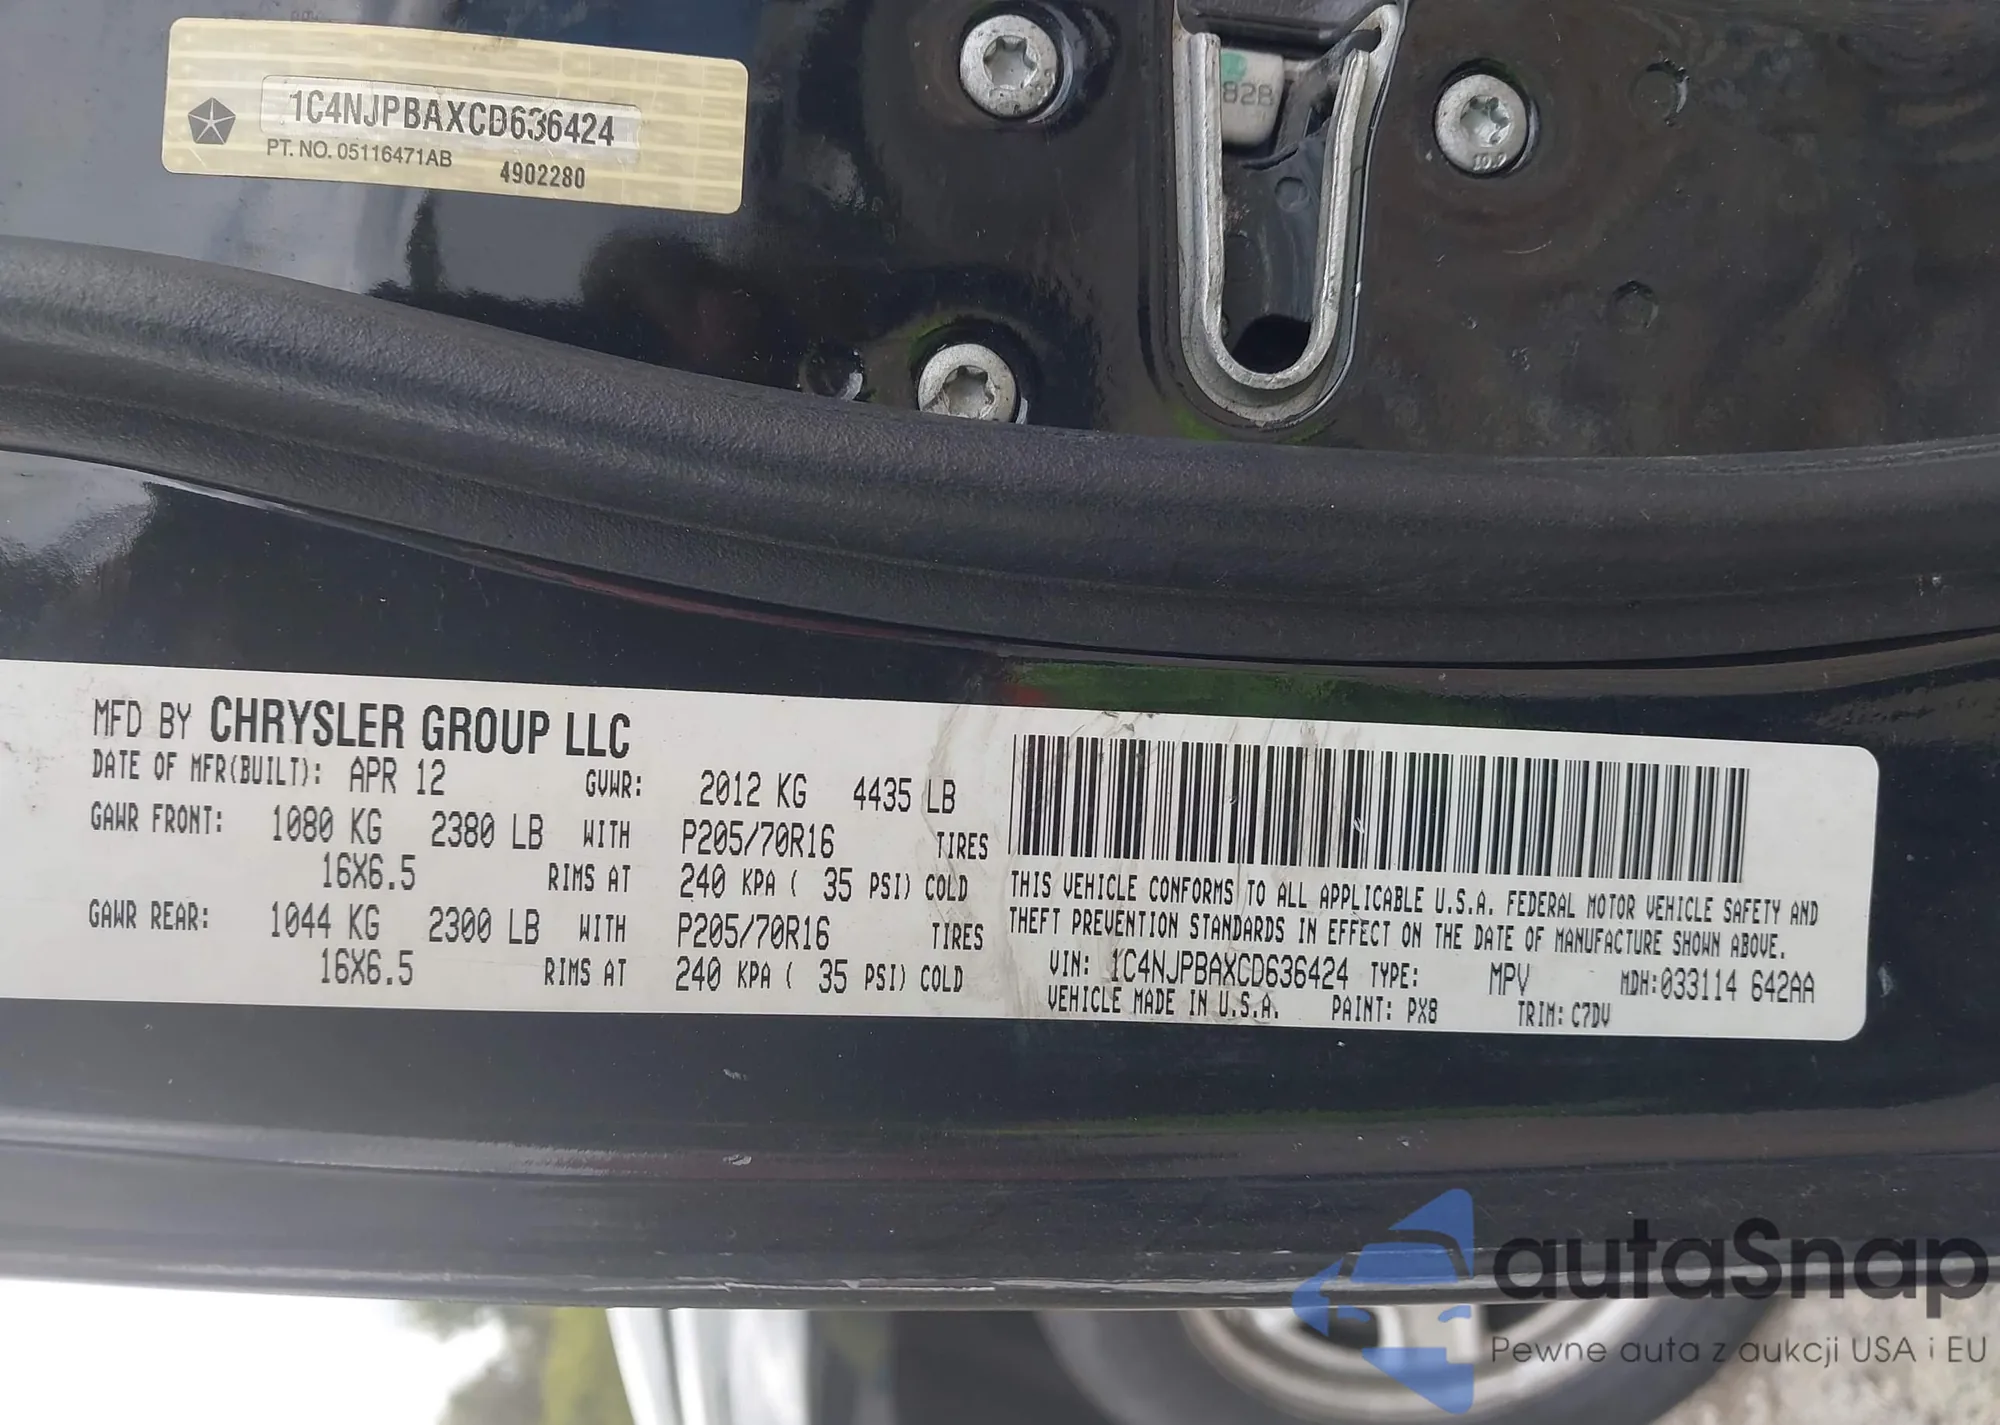 1C4NJPBAXCD636424
PT. NO. 05116471AB 4902280
828
10.9
MFD BY CHRYSLER GROUP LLC
DATE OF MFR(BUILT): APR 12 GVWR: 2012 KG 4435 LB
GAWR FRONT: 1080 KG 2380 LB WITH P205/70R16 TIRES
16X6.5 RIMS AT 240 KPA ( 35 PSI) COLD
GAWR REAR: 1044 KG 2300 LB WITH P205/70R16 TIRES
16X6.5 RIMS AT 240 KPA ( 35 PSI) COLD
THIS VEHICLE CONFORMS TO ALL APPLICABLE U.S.A. FEDERAL MOTOR VEHICLE SAFETY AND
THEFT PREVENTION STANDARDS IN EFFECT ON THE DATE OF MANUFACTURE SHOWN ABOVE.
VIN: 1C4NJPBAXCD636424 TYPE: MPV MDH:033114 642AA
VEHICLE MADE IN U.S.A. PAINT: PX8 TRIM: C7DV
autaSnap
Pewne auta z aukcji USA i EU